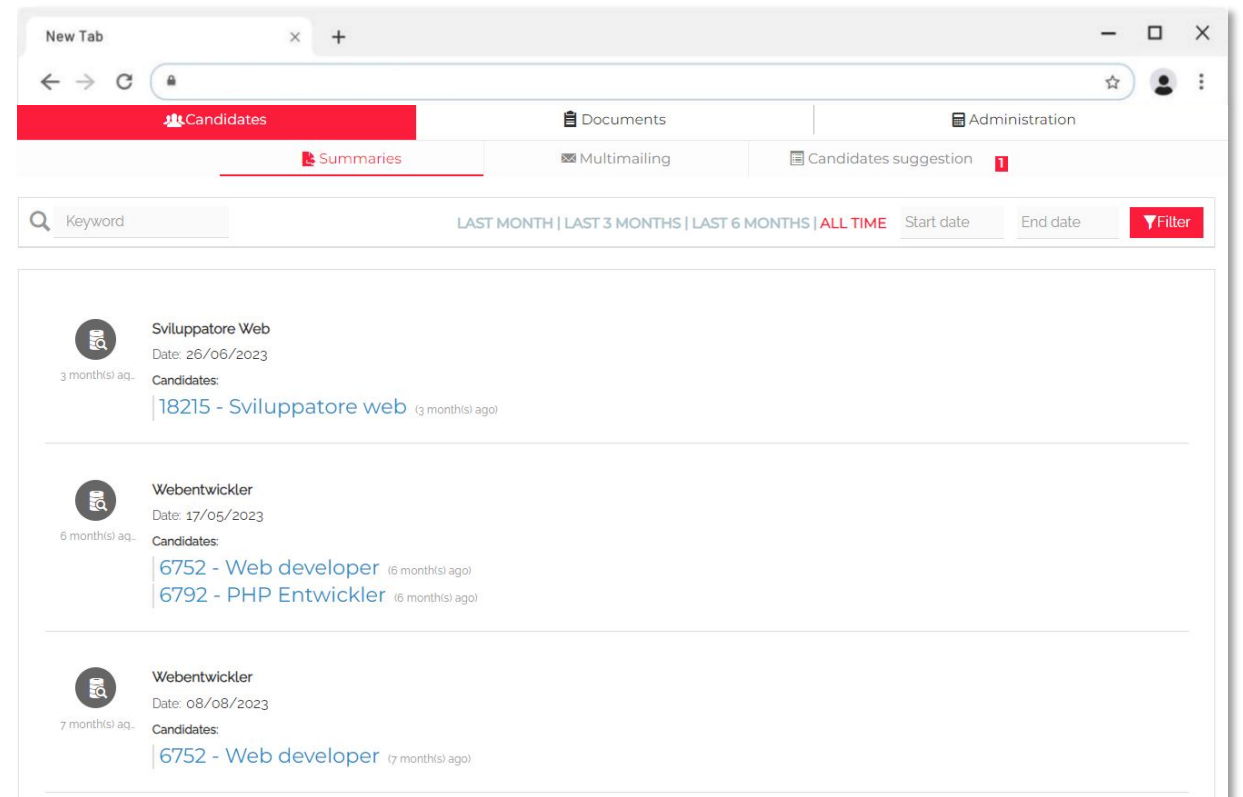 New Tab
Candidates Documents Administration
Summaries Multimailing Candidates suggestion 1
Keyword LAST MONTH | LAST 3 MONTHS | LAST 6 MONTHS | ALL TIME Start date End date Filter
Sviluppatore Web
Date: 26/06/2023
3 month(s) ag...
Candidates:
18215 - Sviluppatore web (3 month(s) ago)
Webentwickler
Date: 17/05/2023
6 month(s) ag...
Candidates:
6752 - Web developer (6 month(s) ago)
6792 - PHP Entwickler (6 month(s) ago)
Webentwickler
Date: 08/08/2023
7 month(s) ag...
Candidates:
6752 - Web developer (7 month(s) ago)